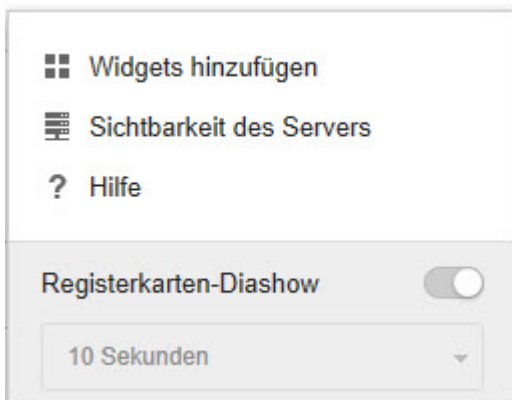 Widgets hinzufügen
Sichtbarkeit des Servers
? Hilfe
Registerkarten-Diashow
10 Sekunden